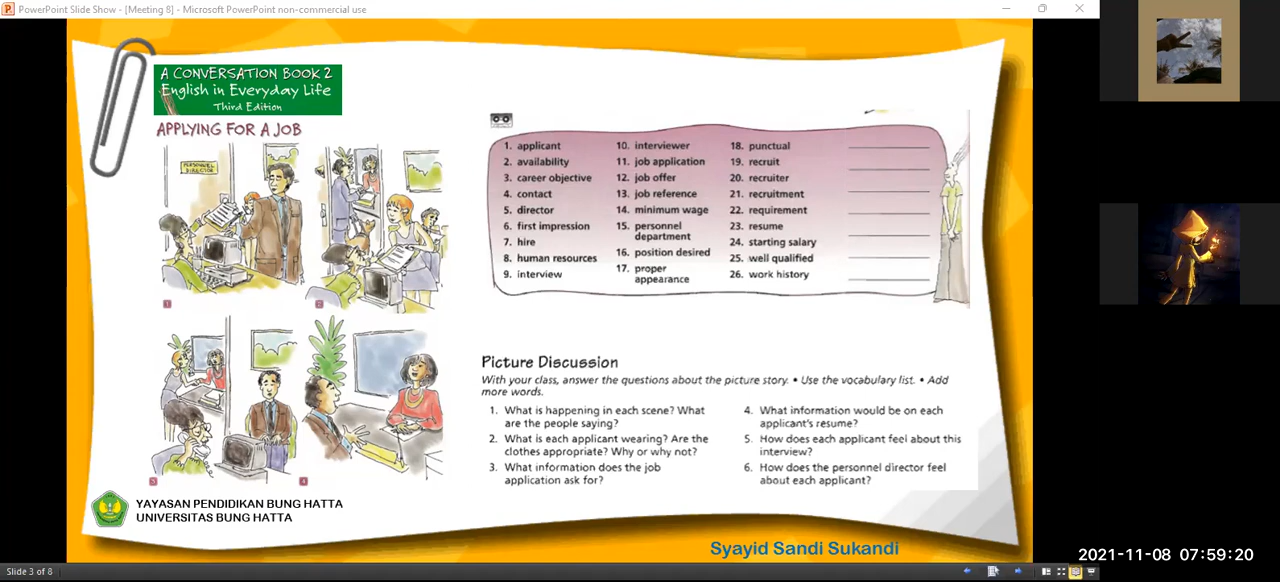 PowerPoint Slide Show - [Meeting 8] - Microsoft PowerPoint non-commercial use
A CONVERSATION BOOK 2
English in Everyday Life
Third Edition
APPLYING FOR A JOB
PERSONNEL
DIRECTOR
1
2
3
4
1. applicant
2. availability
3. career objective
4. contact
5. director
6. first impression
7. hire
8. human resources
9. interview
10. interviewer
11. job application
12. job offer
13. job reference
14. minimum wage
15. personnel
department
16. position desired
17. proper
appearance
18. punctual
19. recruit
20. recruiter
21. recruitment
22. requirement
23. resume
24. starting salary
25. well qualified
26. work history
Picture Discussion
With your class, answer the questions about the picture story. • Use the vocabulary list. • Add
more words.
1. What is happening in each scene? What
are the people saying?
2. What is each applicant wearing? Are the
clothes appropriate? Why or why not?
3. What information does the job
application ask for?
4. What information would be on each
applicant's resume?
5. How does each applicant feel about this
interview?
6. How does the personnel director feel
about each applicant?
YAYASAN PENDIDIKAN BUNG HATTA
UNIVERSITAS BUNG HATTA
Syayid Sandi Sukandi
2021-11-08 07:59:20
Slide 3 of 8